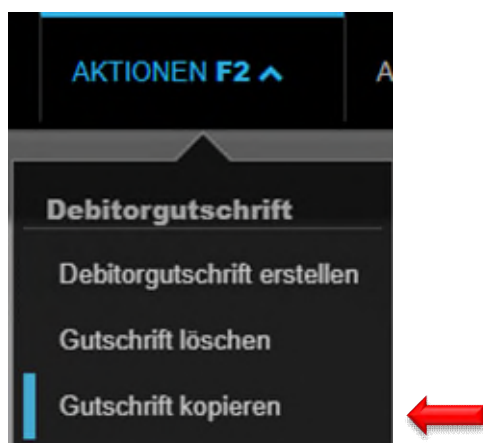 AKTIONEN F2
Debitorgutschrift
Debitorgutschrift erstellen
Gutschrift löschen
Gutschrift kopieren